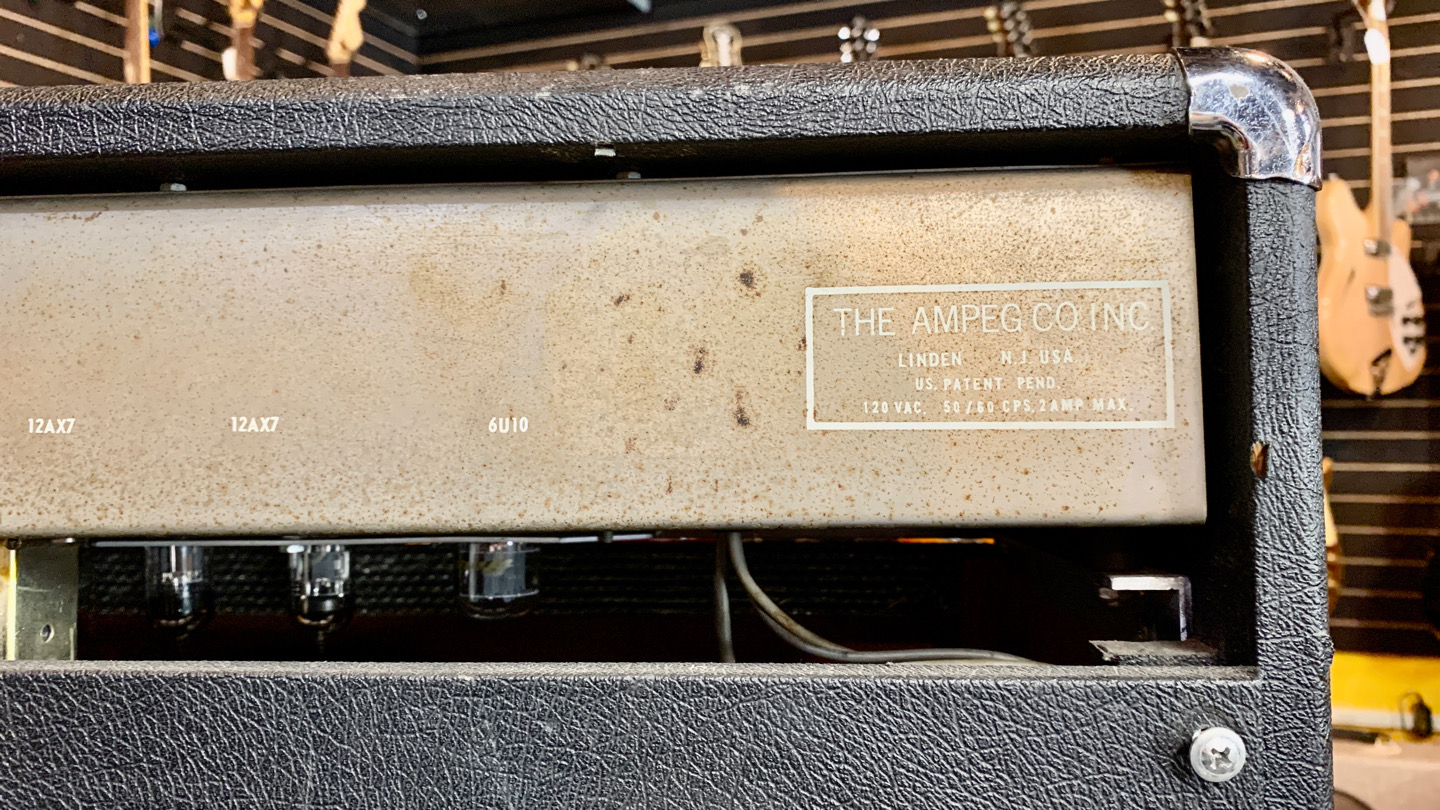 THE AMPEG CO. INC.
LINDEN N.J. USA.
US. PATENT PEND.
120 VAC. 50/60 CPS, 2 AMP MAX.
12AX7 12AX7 6U10